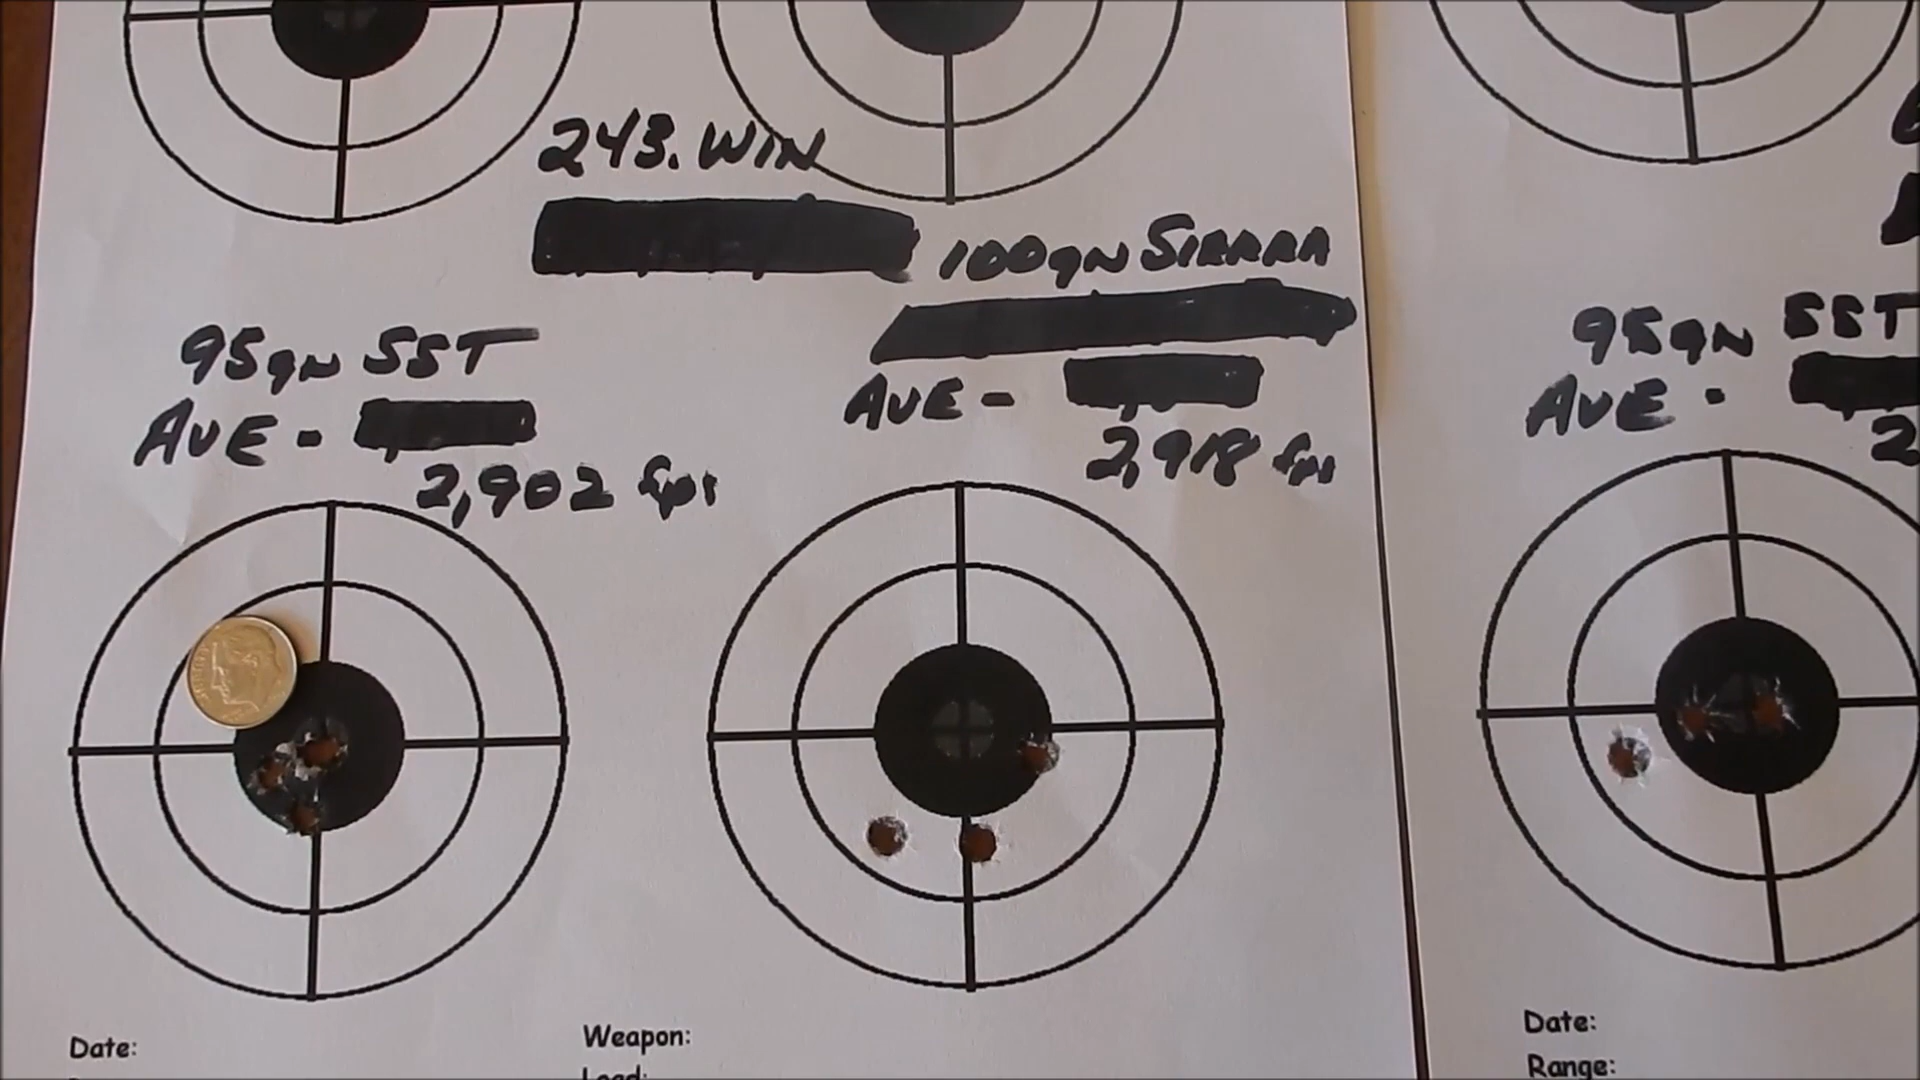 243. WIN
100gn SIERRA
95gn SST
AVE -
2,902 fps
AVE -
2,918 fps
95gn SST
AVE -
Date:
Weapon:
Load:
Date:
Range: